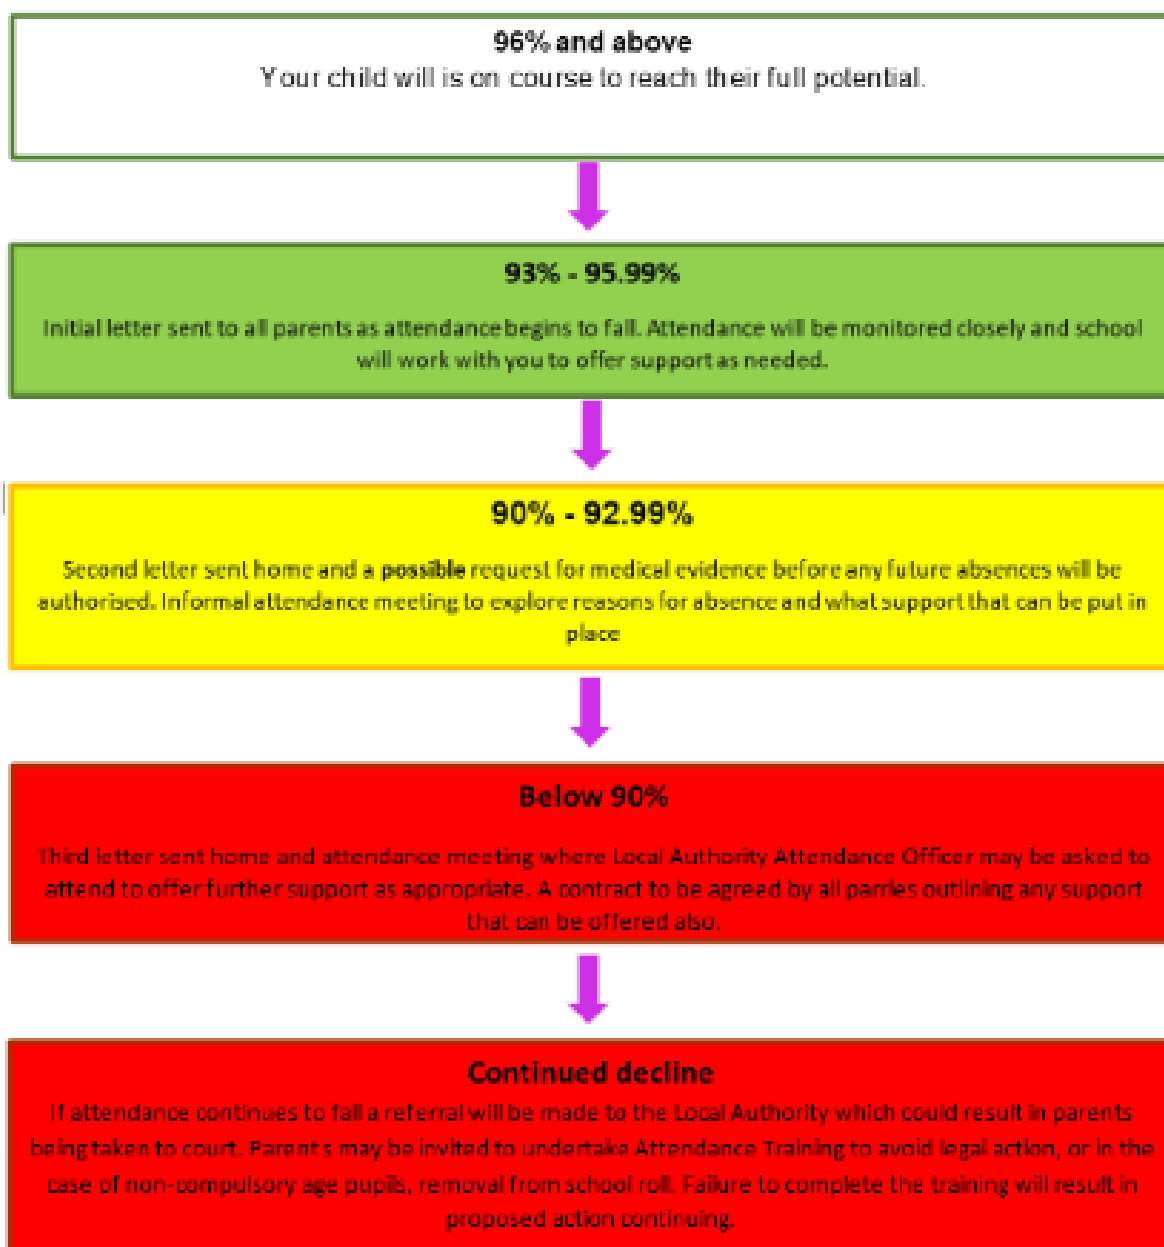 96% and above
Your child will is on course to reach their full potential.
93% - 95.99%
Initial letter sent to all parents as attendance begins to fall. Attendance will be monitored closely and school
will work with you to offer support as needed.
90% - 92.99%
Second letter sent home and a possible request for medical evidence before any future absences will be
authorised. Informal attendance meeting to explore reasons for absence and what support that can be put in
place
Below 90%
Third letter sent home and attendance meeting where Local Authority Attendance Officer may be asked to
attend to offer further support as appropriate. A contract to be agreed by all parries outlining any support
that can be offered also.
Continued decline
If attendance continues to fall a referral will be made to the Local Authority which could result in parents
being taken to court. Parent s may be invited to undertake Attendance Training to avoid legal action, or in the
case of non-compulsory age pupils, removal from school roll. Failure to complete the training will result in
proposed action continuing.